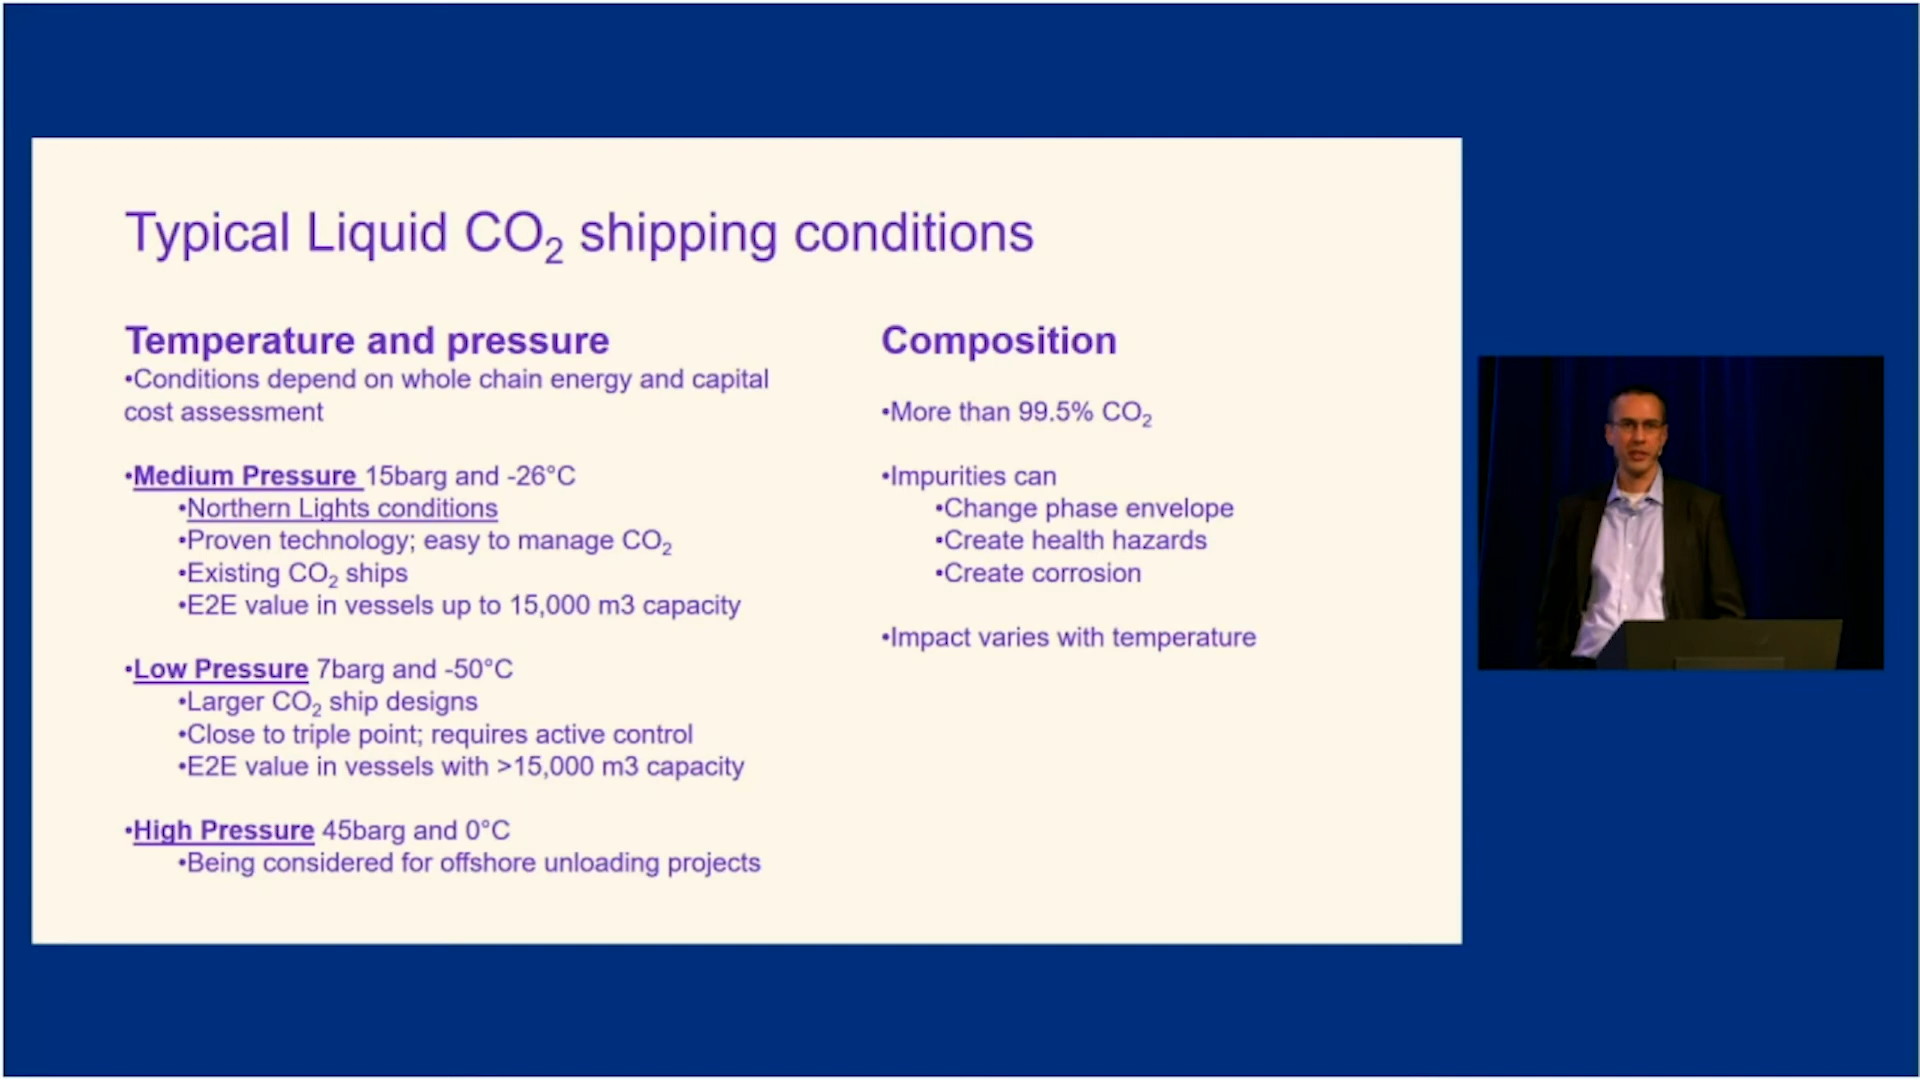 Typical Liquid CO₂ shipping conditions
Temperature and pressure
•Conditions depend on whole chain energy and capital
cost assessment
•Medium Pressure 15barg and -26°C
•Northern Lights conditions
•Proven technology; easy to manage CO₂
•Existing CO₂ ships
•E2E value in vessels up to 15,000 m3 capacity
•Low Pressure 7barg and -50°C
•Larger CO₂ ship designs
•Close to triple point; requires active control
•E2E value in vessels with >15,000 m3 capacity
•High Pressure 45barg and 0°C
•Being considered for offshore unloading projects
Composition
•More than 99.5% CO₂
•Impurities can
•Change phase envelope
•Create health hazards
•Create corrosion
•Impact varies with temperature